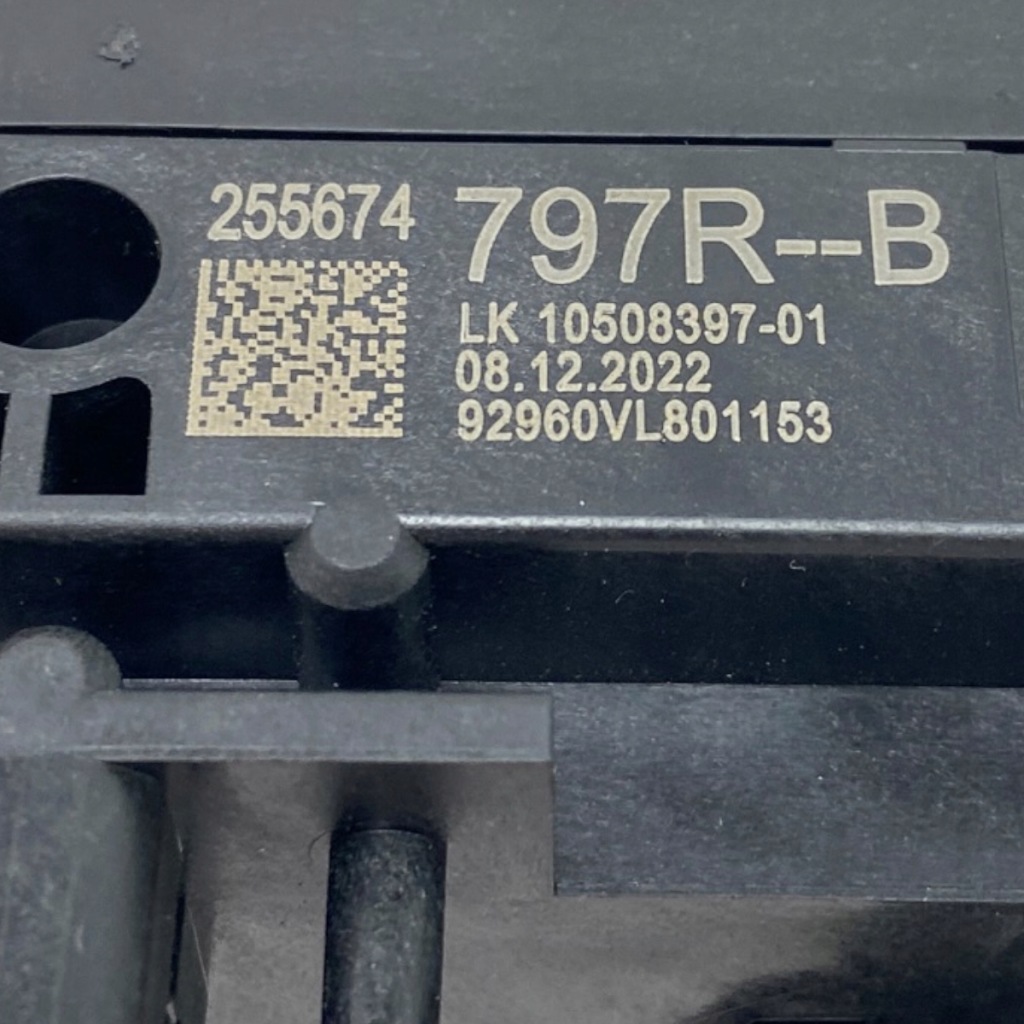 255674
797R--B
LK 10508397-01
08.12.2022
92960VL801153